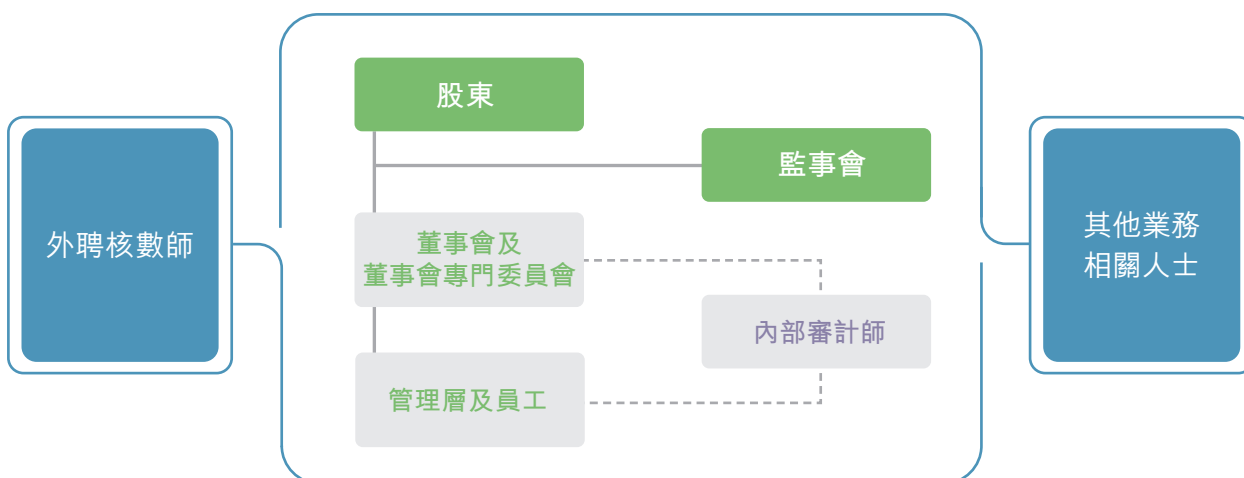 股東
監事會
外聘核數師
董事會及
董事會專門委員會
其他業務
相關人士
內部審計師
管理層及員工